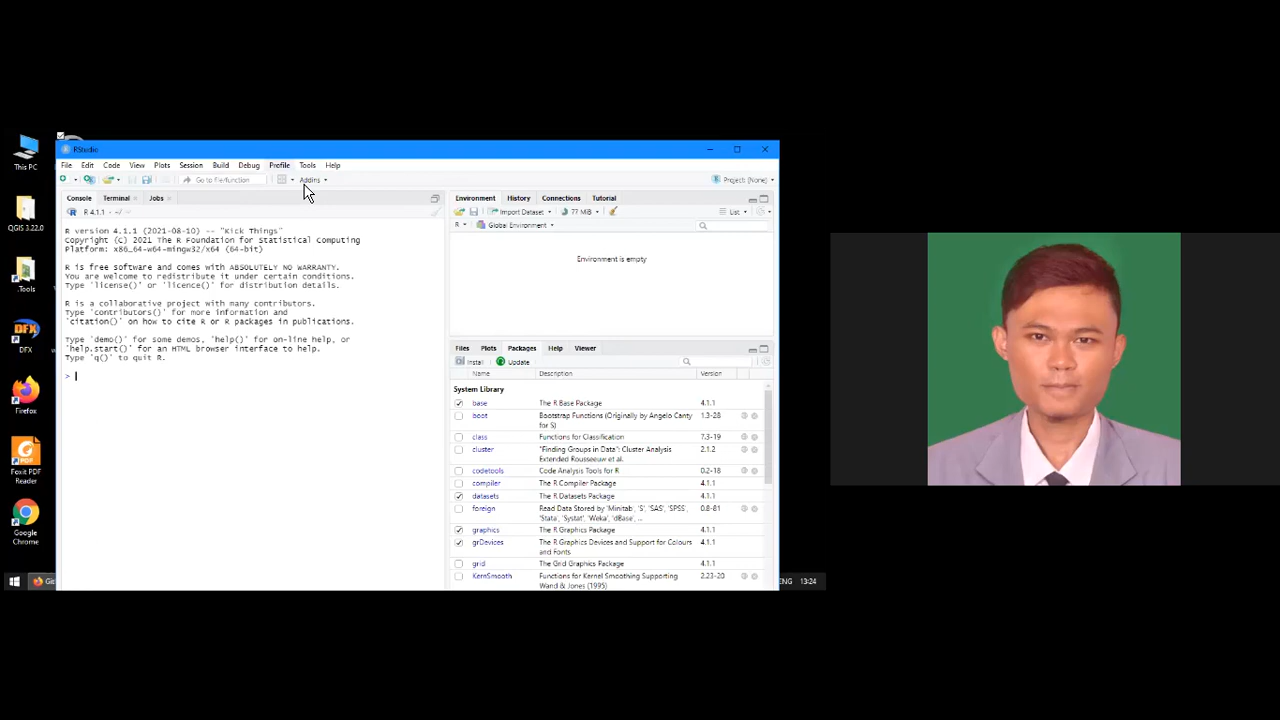 This PC
QGIS 3.22.0
.Tools
DFX
Firefox
Foxit PDF
Reader
Google
Chrome
RStudio
File Edit Code View Plots Session Build Debug Profile Tools Help
Go to file/function Addins Project: (None)
Console Terminal Jobs
R 4.1.1 · ~/
R version 4.1.1 (2021-08-10) -- "Kick Things"
Copyright (C) 2021 The R Foundation for Statistical Computing
Platform: x86_64-w64-mingw32/x64 (64-bit)
R is free software and comes with ABSOLUTELY NO WARRANTY.
You are welcome to redistribute it under certain conditions.
Type 'license()' or 'licence()' for distribution details.
R is a collaborative project with many contributors.
Type 'contributors()' for more information and
'citation()' on how to cite R or R packages in publications.
Type 'demo()' for some demos, 'help()' for on-line help, or
'help.start()' for an HTML browser interface to help.
Type 'q()' to quit R.
>
Environment History Connections Tutorial
Import Dataset 77 MiB List
R Global Environment
Environment is empty
Files Plots Packages Help Viewer
Install Update
Name Description Version
System Library
base The R Base Package 4.1.1
boot Bootstrap Functions (Originally by Angelo Canty 1.3-28
for S)
class Functions for Classification 7.3-19
cluster "Finding Groups in Data": Cluster Analysis 2.1.2
Extended Rousseeuw et al.
codetools Code Analysis Tools for R 0.2-18
compiler The R Compiler Package 4.1.1
datasets The R Datasets Package 4.1.1
foreign Read Data Stored by 'Minitab', 'S', 'SAS', 'SPSS', 0.8-81
'Stata', 'Systat', 'Weka', 'dBase', ...
graphics The R Graphics Package 4.1.1
grDevices The R Graphics Devices and Support for Colours 4.1.1
and Fonts
grid The Grid Graphics Package 4.1.1
KernSmooth Functions for Kernel Smoothing Supporting 2.23-20
Wand & Jones (1995)
ENG 13:24